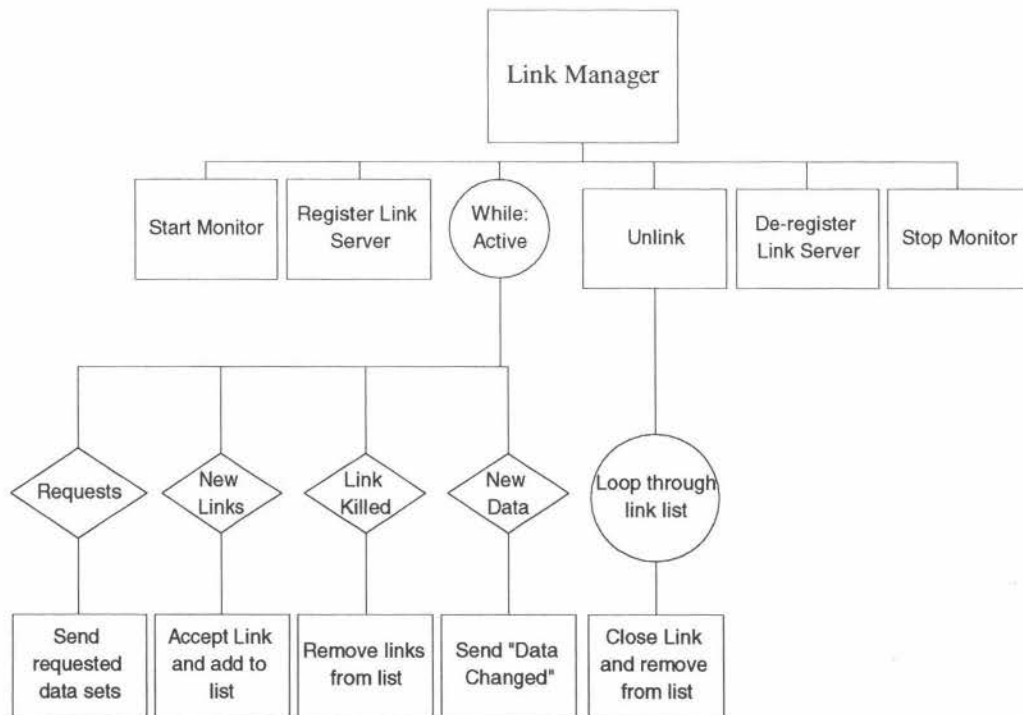 Link Manager
Start Monitor
Register Link
Server
While:
Active
Unlink
De-register
Link Server
Stop Monitor
Requests
New
Links
Link
Killed
New
Data
Loop through
link list
Send
requested
data sets
Accept Link
and add to
list
Remove links
from list
Send "Data
Changed"
Close Link
and remove
from list